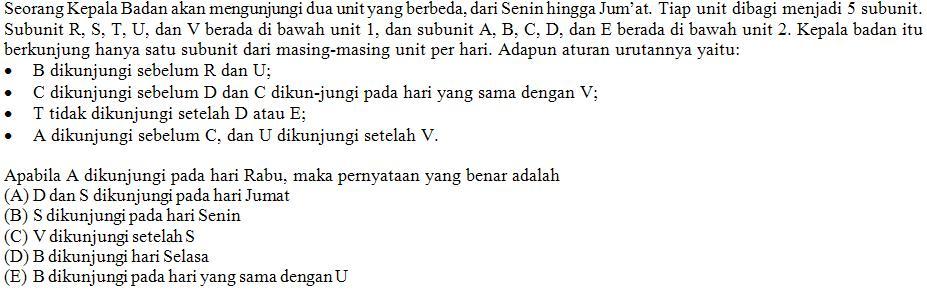 Seorang Kepala Badan akan mengunjungi dua unit yang berbeda, dari Senin hingga Jum'at. Tiap unit dibagi menjadi 5 subunit.
Subunit R, S, T, U, dan V berada di bawah unit 1, dan subunit A, B, C, D, dan E berada di bawah unit 2. Kepala badan itu
berkunjung hanya satu subunit dari masing-masing unit per hari. Adapun aturan urutannya yaitu:
• B dikunjungi sebelum R dan U;
• C dikunjungi sebelum D dan C dikun-jungi pada hari yang sama dengan V;
• T tidak dikunjungi setelah D atau E;
• A dikunjungi sebelum C, dan U dikunjungi setelah V.
Apabila A dikunjungi pada hari Rabu, maka pernyataan yang benar adalah
(A) D dan S dikunjungi pada hari Jumat
(B) S dikunjungi pada hari Senin
(C) V dikunjungi setelah S
(D) B dikunjungi hari Selasa
(E) B dikunjungi pada hari yang sama dengan U